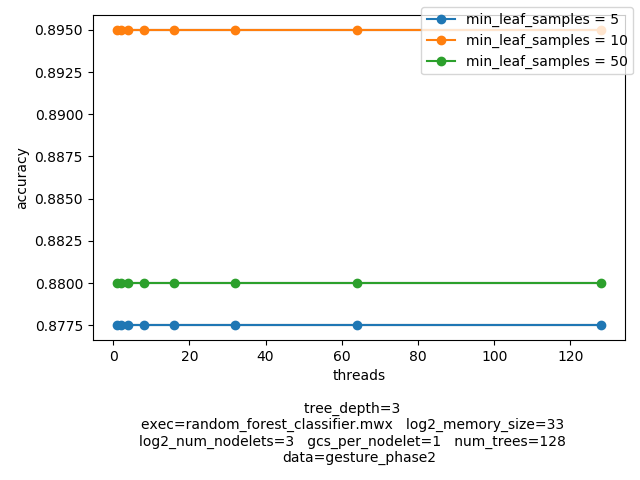 min_leaf_samples = 5
min_leaf_samples = 10
min_leaf_samples = 50
0.8950
0.8925
0.8900
0.8875
0.8850
0.8825
0.8800
0.8775
accuracy
0 20 40 60 80 100 120
threads
tree_depth=3
exec=random_forest_classifier.mwx log2_memory_size=33
log2_num_nodelets=3 gcs_per_nodelet=1 num_trees=128
data=gesture_phase2